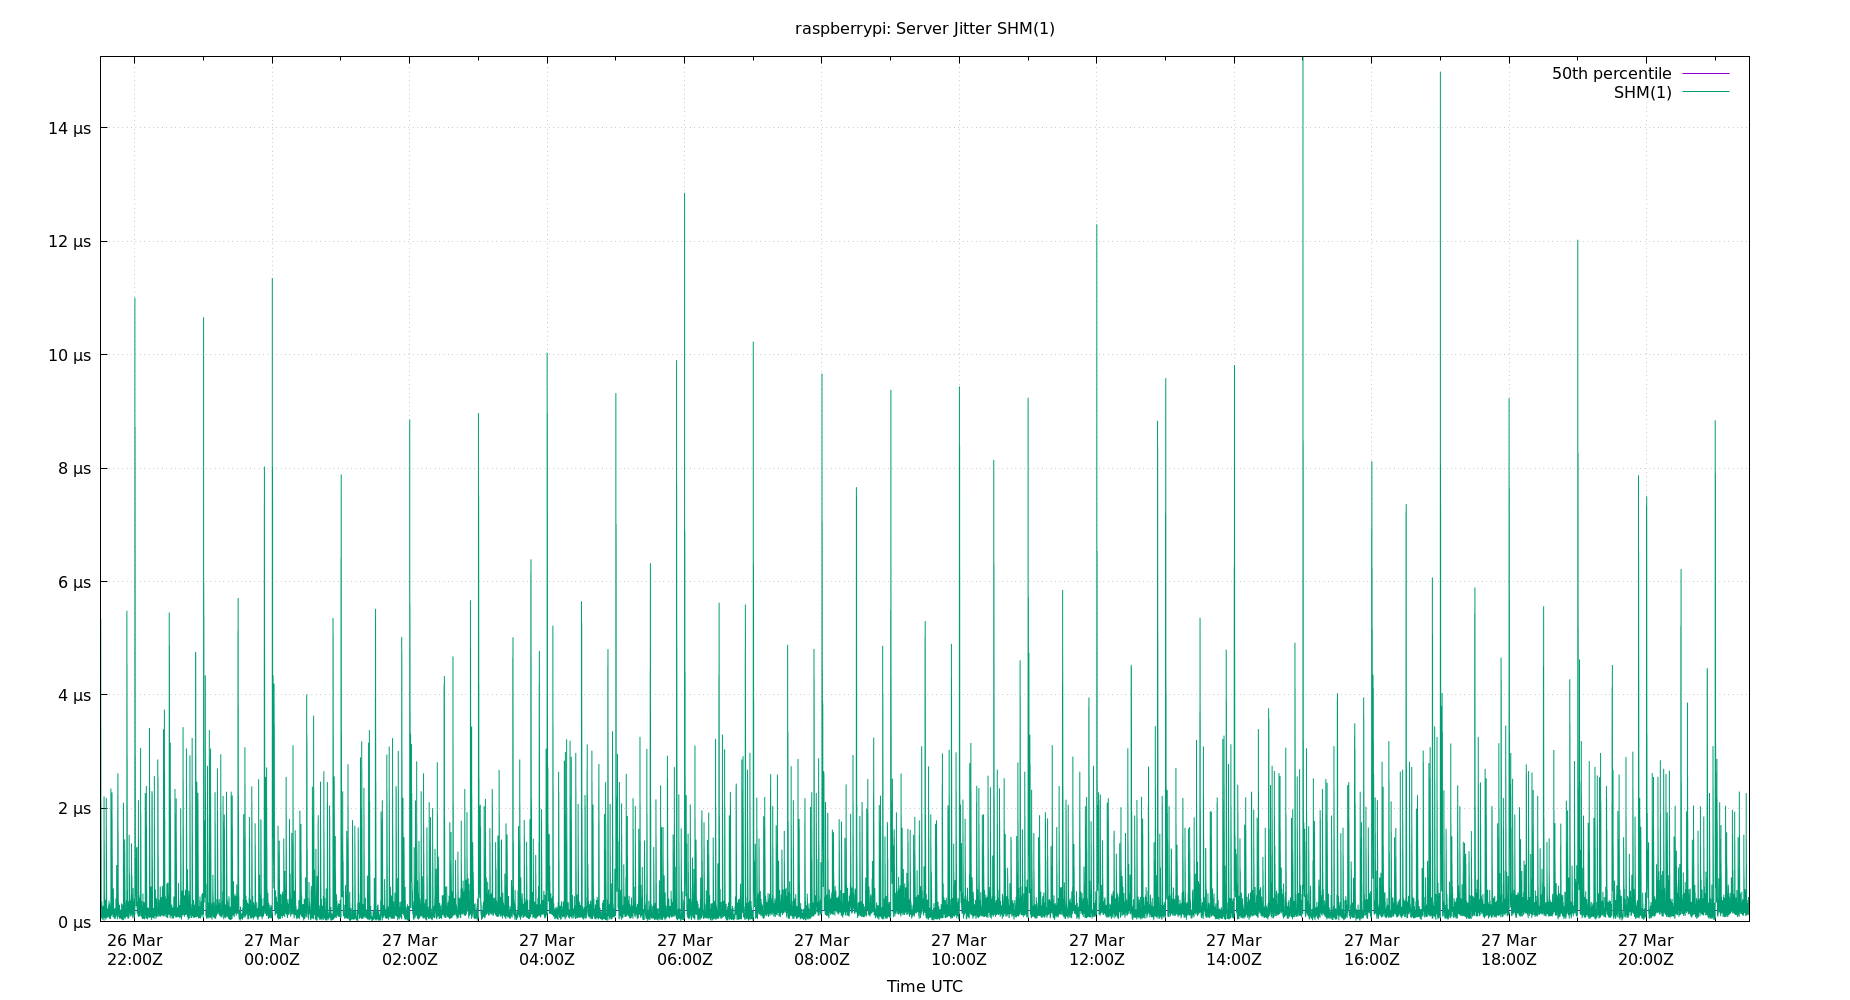 raspberrypi: Server Jitter SHM(1)
50th percentile
SHM(1)
14 µs
12 µs
10 µs
8 µs
6 µs
4 µs
2 µs
0 µs
26 Mar 27 Mar 27 Mar 27 Mar 27 Mar 27 Mar 27 Mar 27 Mar 27 Mar 27 Mar 27 Mar 27 Mar
22:00Z 00:00Z 02:00Z 04:00Z 06:00Z 08:00Z 10:00Z 12:00Z 14:00Z 16:00Z 18:00Z 20:00Z
Time UTC